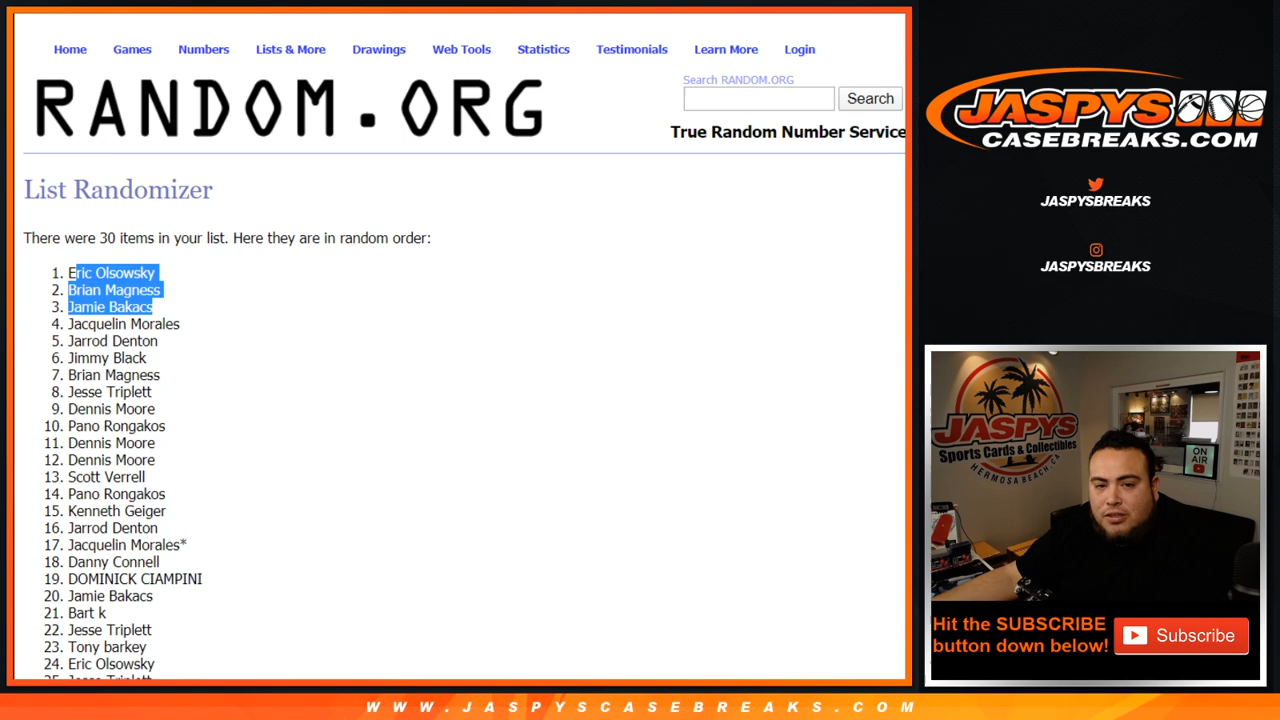 Home Games Numbers Lists & More Drawings Web Tools Statistics Testimonials Learn More Login
RANDOM.ORG
Search RANDOM.ORG
Search
True Random Number Service
List Randomizer
There were 30 items in your list. Here they are in random order:
1. Eric Olsowsky
2. Brian Magness
3. Jamie Bakacs
4. Jacquelin Morales
5. Jarrod Denton
6. Jimmy Black
7. Brian Magness
8. Jesse Triplett
9. Dennis Moore
10. Pano Rongakos
11. Dennis Moore
12. Dennis Moore
13. Scott Verrell
14. Pano Rongakos
15. Kenneth Geiger
16. Jarrod Denton
17. Jacquelin Morales*
18. Danny Connell
19. DOMINICK CIAMPINI
20. Jamie Bakacs
21. Bart k
22. Jesse Triplett
23. Tony barkey
24. Eric Olsowsky
25. Jesse Triplett
JASPYS
CASEBREAKS.COM
JASPYSBREAKS
JASPYSBREAKS
JASPYS
Sports Cards & Collectibles
HERMOSA BEACH, CA
ON
AIR
Hit the SUBSCRIBE
button down below!
Subscribe
WWW.JASPYSCASEBREAKS.COM